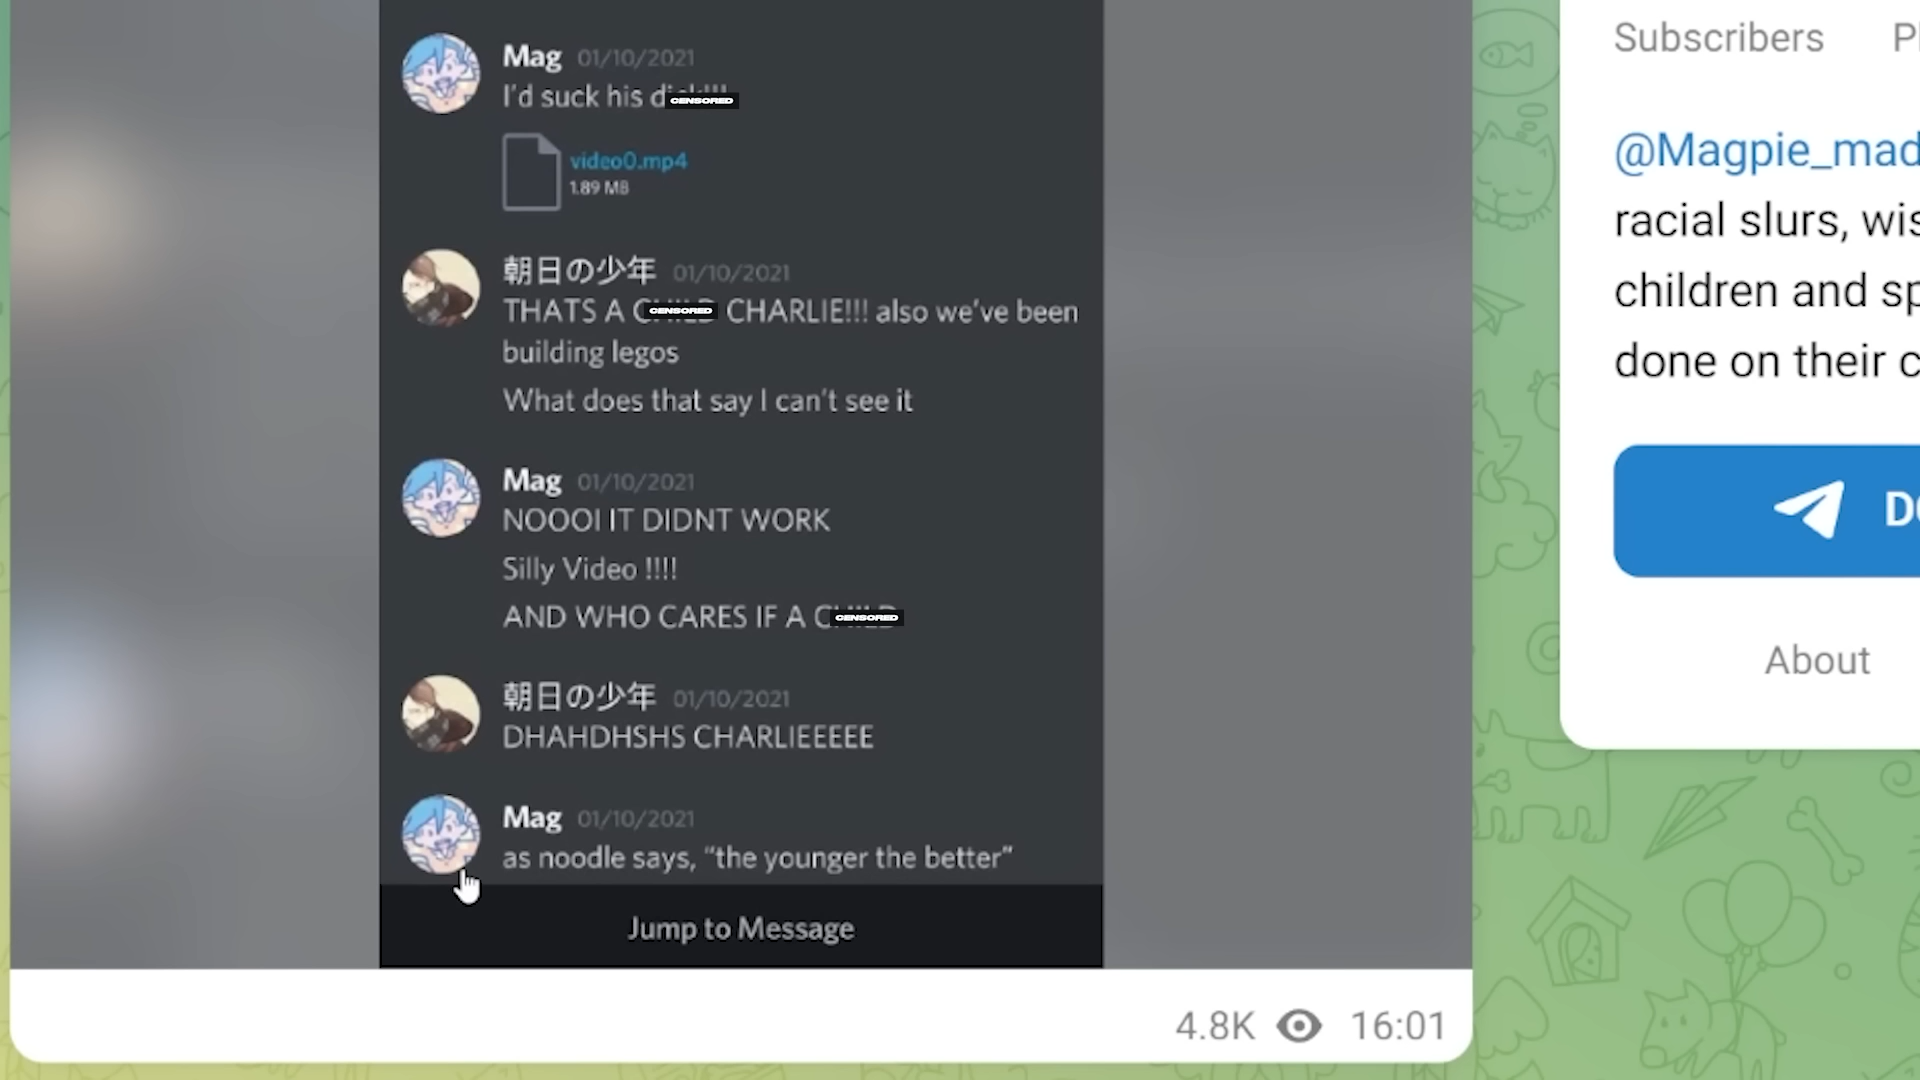 Mag 01/10/2021
I'd suck his d CENSORED
video0.mp4
1.89 MB
朝日の少年 01/10/2021
THATS A C CENSORED CHARLIE!!! also we've been
building legos
What does that say I can't see it
Mag 01/10/2021
NOOOI IT DIDNT WORK
Silly Video !!!!
AND WHO CARES IF A C CENSORED
朝日の少年 01/10/2021
DHAHDHSHS CHARLIEEEEE
Mag 01/10/2021
as noodle says, “the younger the better”
Jump to Message
4.8K 16:01
Subscribers
@Magpie_mad
racial slurs,
children and
done on their
About